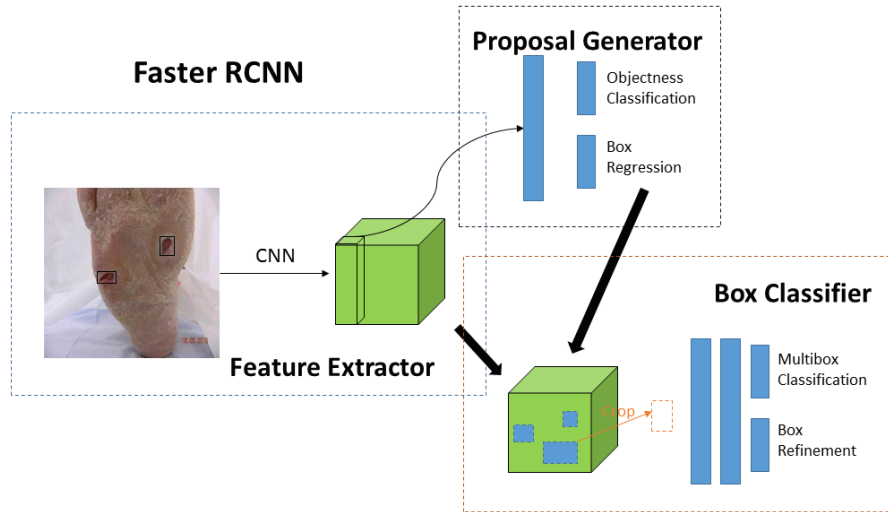 Proposal Generator
Faster RCNN
Objectness
Classification
Box
Regression
CNN
Box Classifier
Feature Extractor
Multibox
Classification
Crop
Box
Refinement